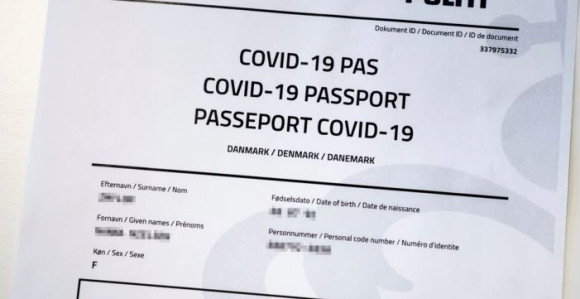 Dokument ID / Document ID / ID de document
337975332
COVID-19 PAS
COVID-19 PASSPORT
PASSEPORT COVID-19
DANMARK / DENMARK / DANEMARK
Efternavn / Surname / Nom
Fødselsdato / Date of birth / Date de naissance
Fornavn / Given names / Prénoms
Personnummer / Personal code number / Numéro d'identite
Køn / Sex / Sexe
F